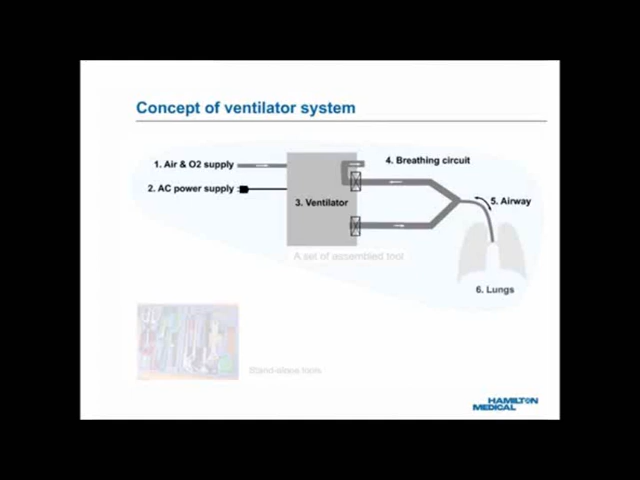 Concept of ventilator system
1. Air & O2 supply
4. Breathing circuit
2. AC power supply
3. Ventilator
5. Airway
A set of assembled tool
6. Lungs
Stand-alone tools
HAMILTON
MEDICAL